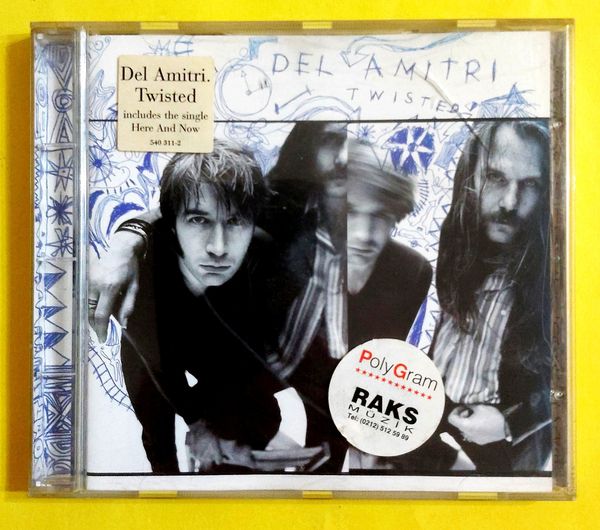 Del Amitri.
Twisted
includes the single
Here And Now
540 311-2
DEL AMITRI
TWISTED
PolyGram
RAKS
MÜZİK
Tel: (0212) 512 59 89